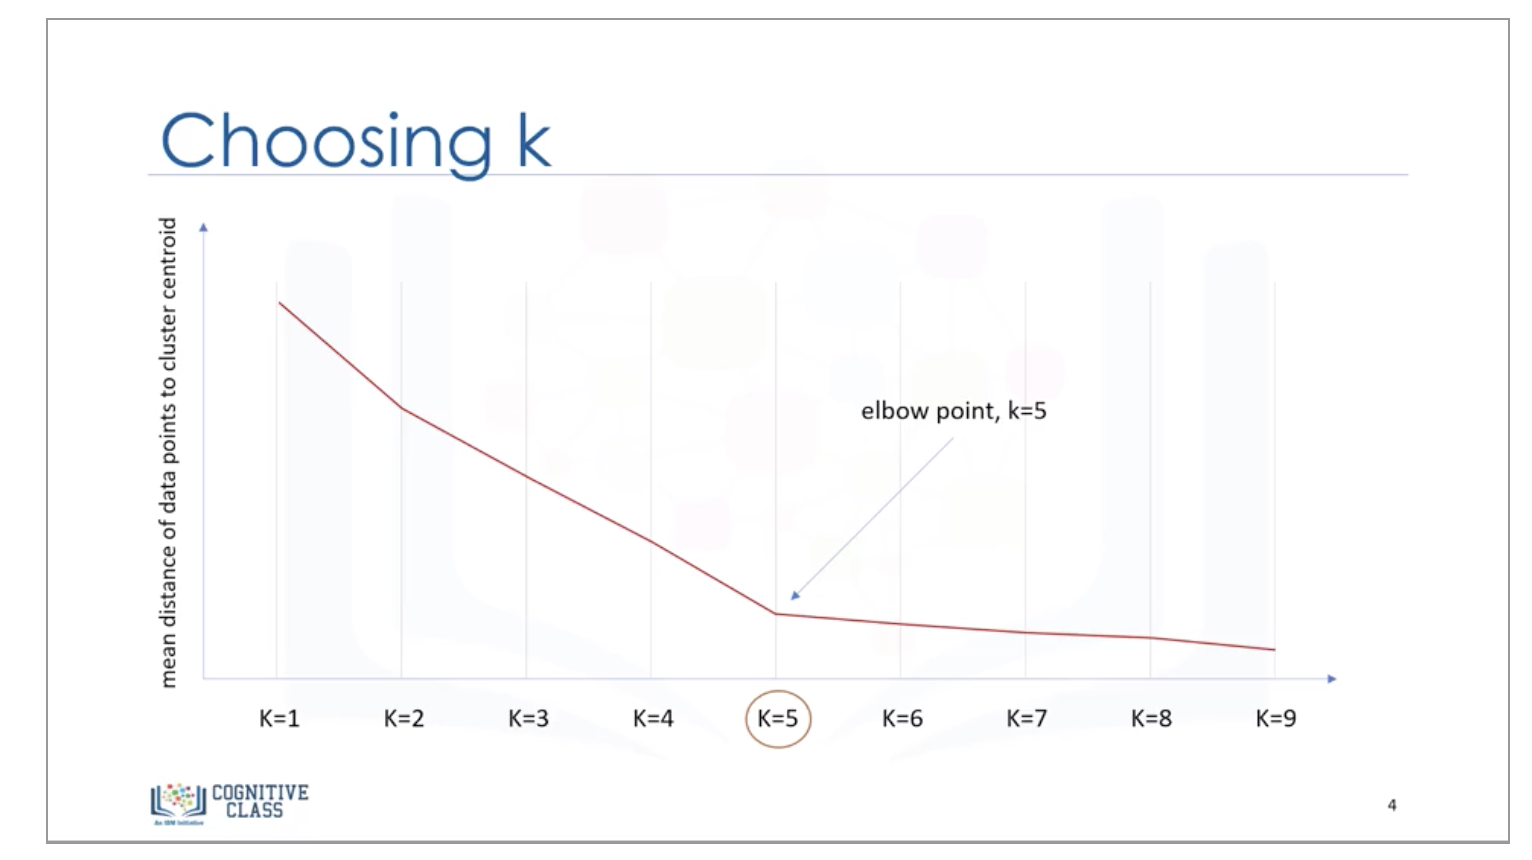 Choosing k
mean distance of data points to cluster centroid
elbow point, k=5
K=1 K=2 K=3 K=4 K=5 K=6 K=7 K=8 K=9
COGNITIVE
CLASS
An IBM Initiative
4